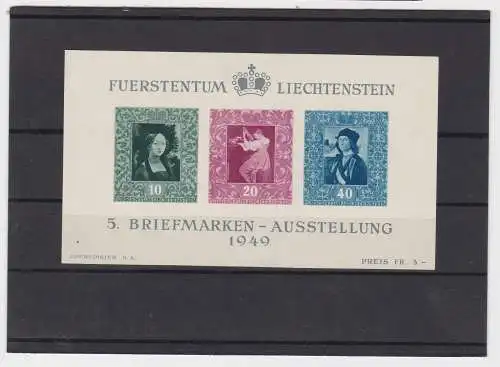 FUERSTENTUM LIECHTENSTEIN
10
20
40
5. BRIEFMARKEN - AUSSTELLUNG
1949
PREIS FR. 3 -